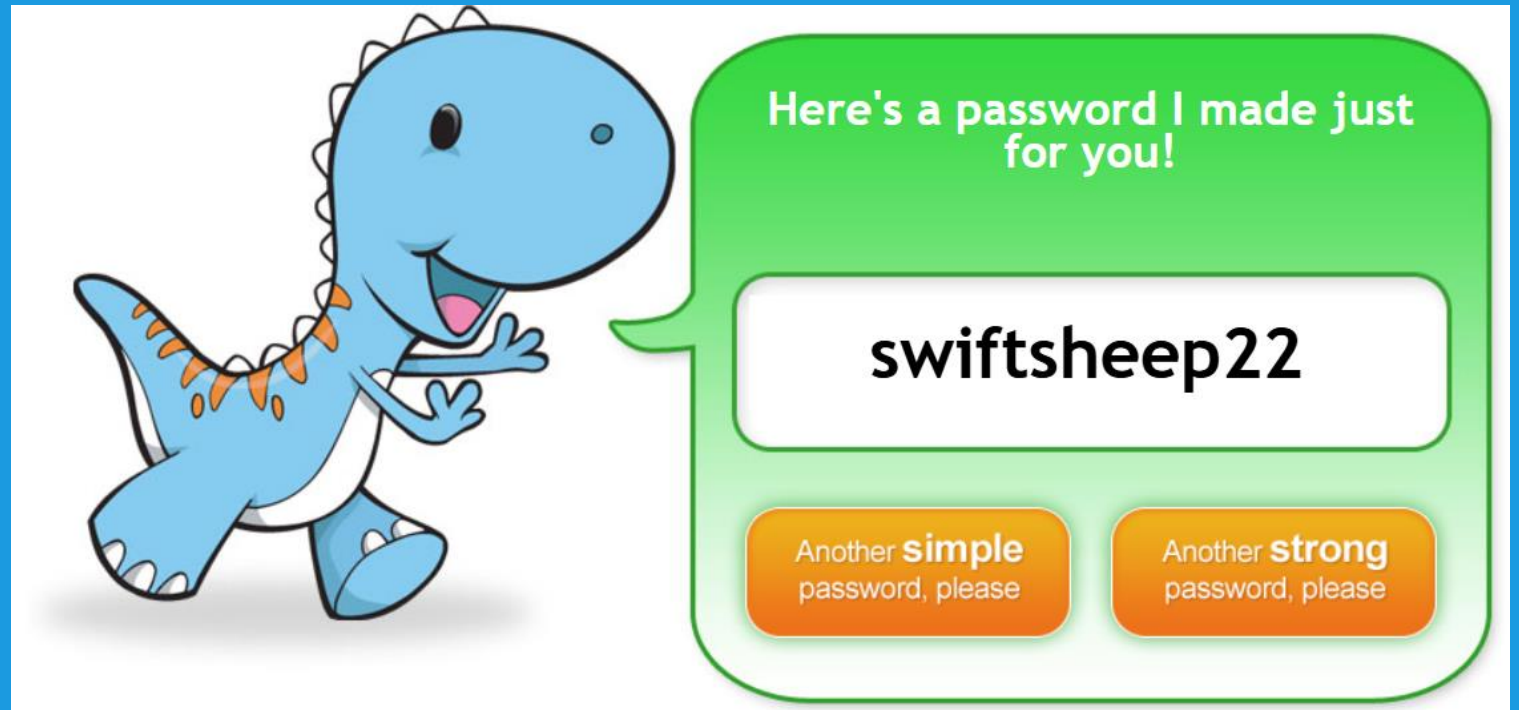 Here's a password I made just
for you!
swiftsheep22
Another simple
password, please
Another strong
password, please